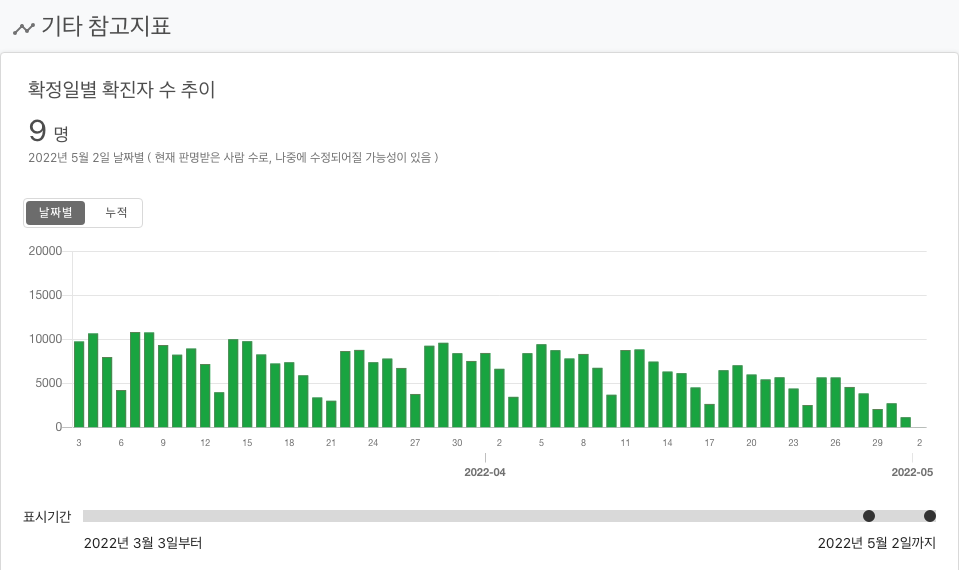 기타 참고지표
확정일별 확진자 수 추이
9 명
2022년 5월 2일 날짜별 ( 현재 판명받은 사람 수로, 나중에 수정되어질 가능성이 있음 )
날짜별 누적
20000
15000
10000
5000
0
3 6 9 12 15 18 21 24 27 30 2 5 8 11 14 17 20 23 26 29 2
2022-04 2022-05
표시기간
2022년 3월 3일부터 2022년 5월 2일까지